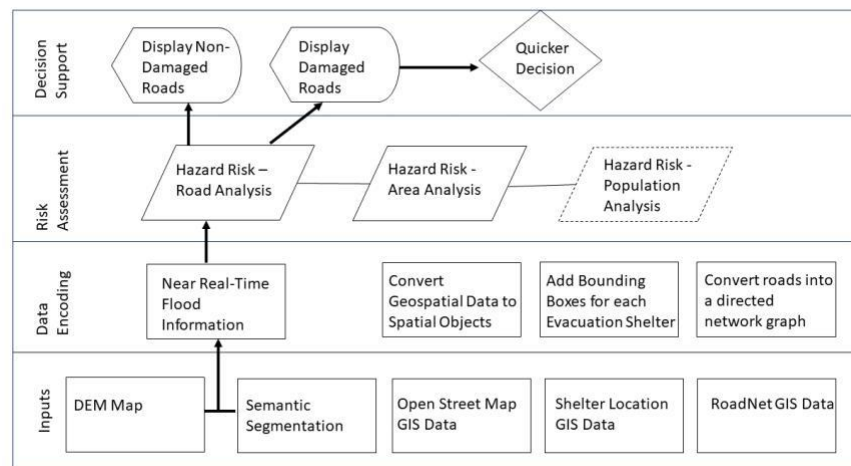 Decision
Support
Display Non-
Damaged
Roads
Display
Damaged
Roads
Quicker
Decision
Risk
Assessment
Hazard Risk –
Road Analysis
Hazard Risk -
Area Analysis
Hazard Risk -
Population
Analysis
Data
Encoding
Near Real-Time
Flood
Information
Convert
Geospatial Data to
Spatial Objects
Add Bounding
Boxes for each
Evacuation Shelter
Convert roads into
a directed
network graph
Inputs
DEM Map
Semantic
Segmentation
Open Street Map
GIS Data
Shelter Location
GIS Data
RoadNet GIS Data